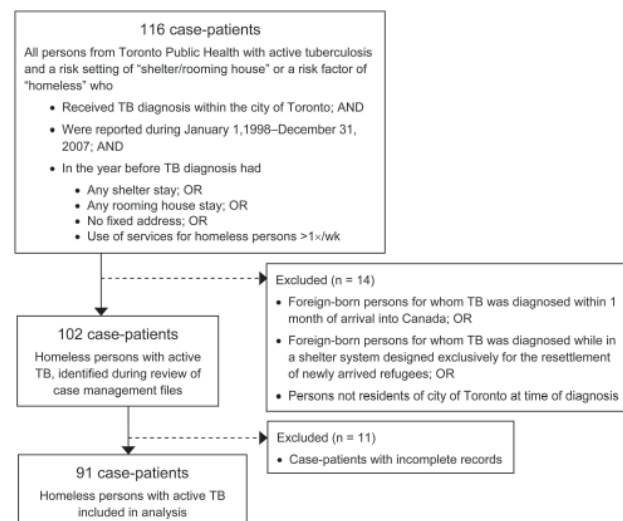 116 case-patients
All persons from Toronto Public Health with active tuberculosis
and a risk setting of "shelter/rooming house" or a risk factor of
"homeless" who
• Received TB diagnosis within the city of Toronto; AND
• Were reported during January 1,1998–December 31,
2007; AND
• In the year before TB diagnosis had
• Any shelter stay; OR
• Any rooming house stay; OR
• No fixed address; OR
• Use of services for homeless persons >1×/wk
Excluded (n = 14)
• Foreign-born persons for whom TB was diagnosed within 1
month of arrival into Canada; OR
• Foreign-born persons for whom TB was diagnosed while in
a shelter system designed exclusively for the resettlement
of newly arrived refugees; OR
• Persons not residents of city of Toronto at time of diagnosis
102 case-patients
Homeless persons with active
TB, identified during review of
case management files
Excluded (n = 11)
• Case-patients with incomplete records
91 case-patients
Homeless persons with active TB
included in analysis